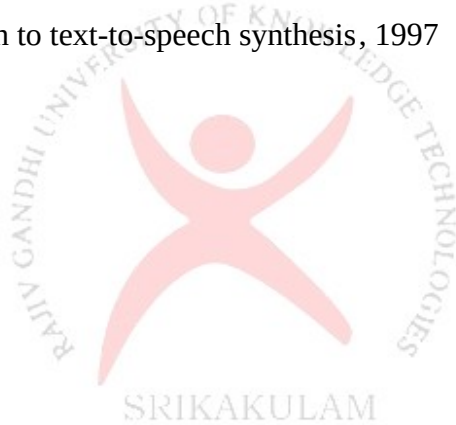 n to text-to-speech synthesis, 1997
RAJIV GANDHI UNIVERSITY OF KNOWLEDGE TECHNOLOGIES
SRIKAKULAM